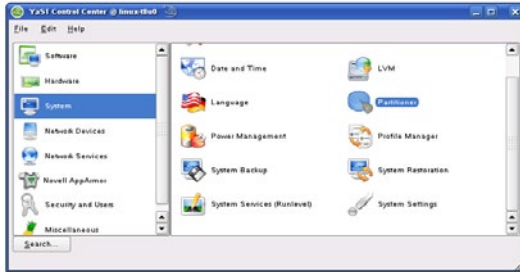 YaST Control Center @ linux-t8u0
File Edit Help
Software
Hardware
System
Network Devices
Network Services
Novell AppArmor
Security and Users
Miscellaneous
Search...
Date and Time
LVM
Language
Partitioner
Power Management
Profile Manager
System Backup
System Restoration
System Services (Runlevel)
System Settings